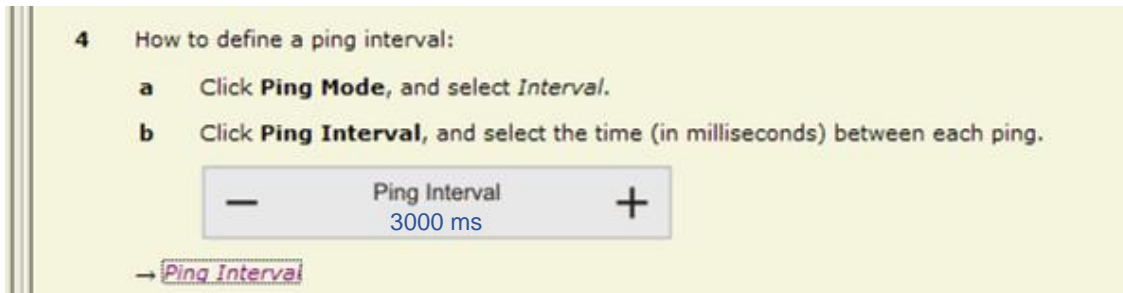 4 How to define a ping interval:
a Click Ping Mode, and select Interval.
b Click Ping Interval, and select the time (in milliseconds) between each ping.
− Ping Interval +
3000 ms
→ Ping Interval